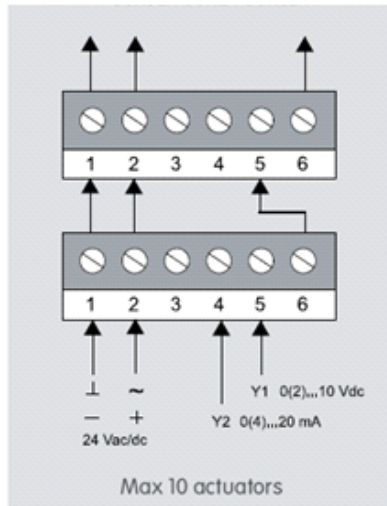 1 2 3 4 5 6
1 2 3 4 5 6
⊥ ~ Y1 0(2)...10 Vdc
− + Y2 0(4)...20 mA
24 Vac/dc
Max 10 actuators